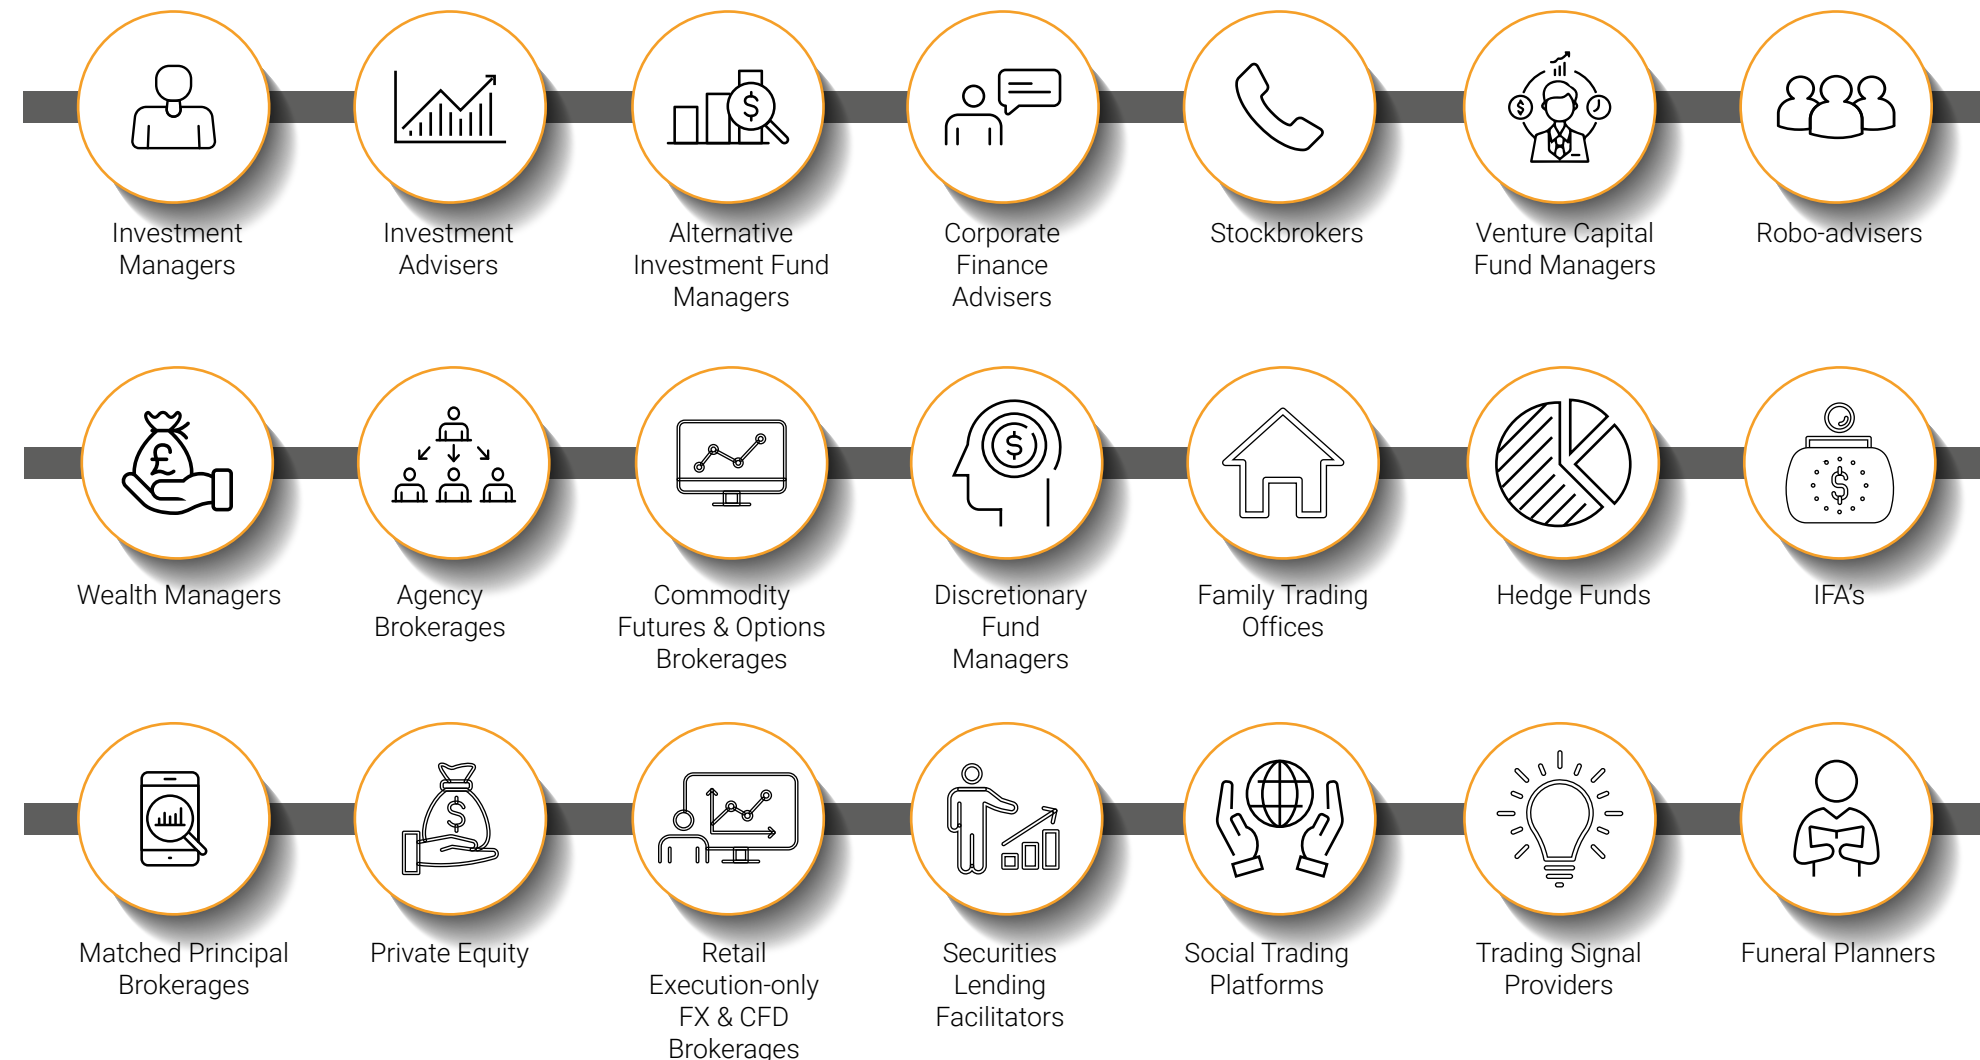 Investment
Managers
Investment
Advisers
Alternative
Investment Fund
Managers
Corporate
Finance
Advisers
Stockbrokers
Venture Capital
Fund Managers
Robo-advisers
£
$
Wealth Managers
Agency
Brokerages
Commodity
Futures & Options
Brokerages
Discretionary
Fund
Managers
Family Trading
Offices
Hedge Funds
IFA's
Matched Principal
Brokerages
Private Equity
Retail
Execution-only
FX & CFD
Brokerages
Securities
Lending
Facilitators
Social Trading
Platforms
Trading Signal
Providers
Funeral Planners